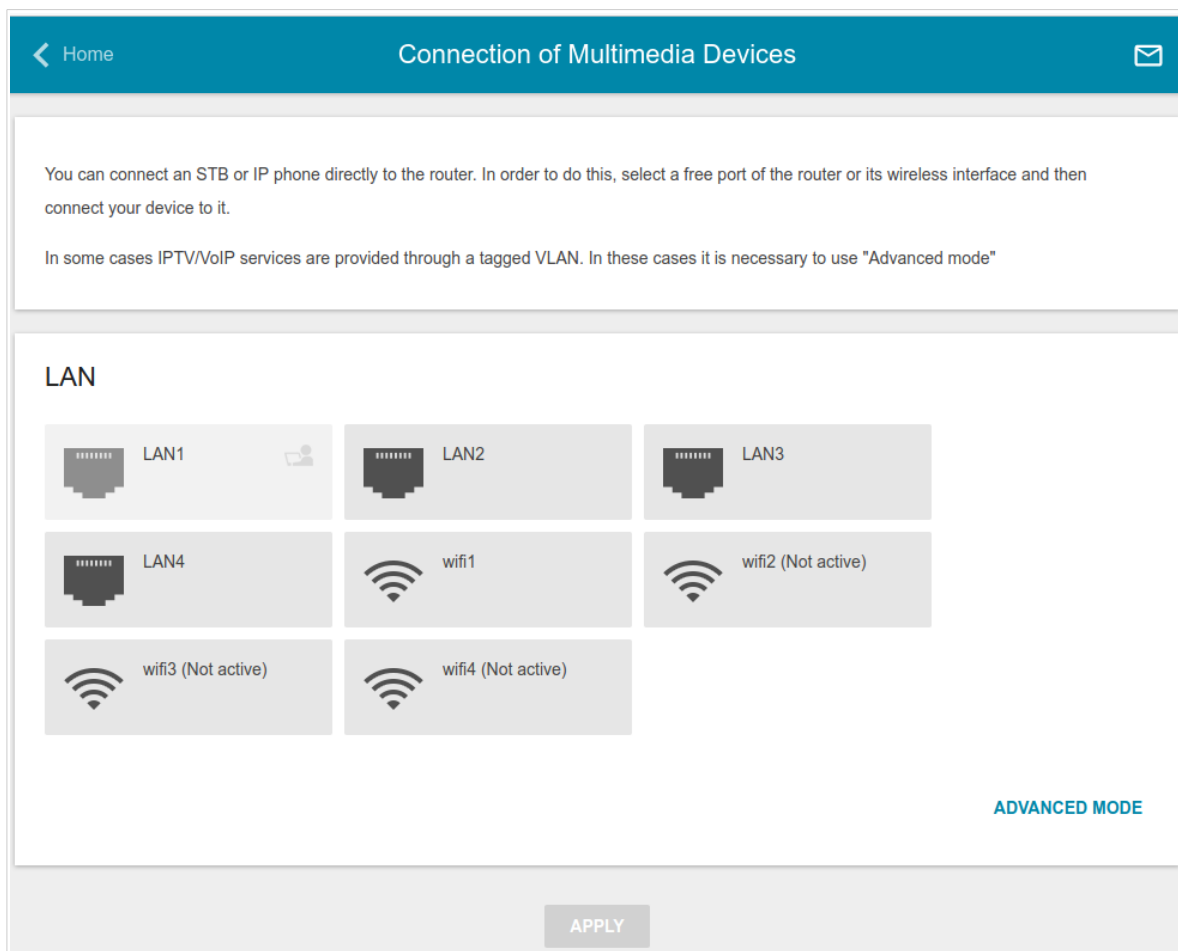 Home
Connection of Multimedia Devices
You can connect an STB or IP phone directly to the router. In order to do this, select a free port of the router or its wireless interface and then
connect your device to it.
In some cases IPTV/VoIP services are provided through a tagged VLAN. In these cases it is necessary to use "Advanced mode"
LAN
LAN1
LAN2
LAN3
LAN4
wifi1
wifi2 (Not active)
wifi3 (Not active)
wifi4 (Not active)
ADVANCED MODE
APPLY